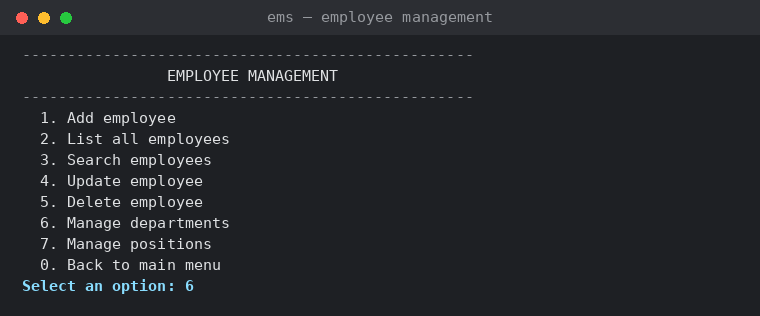 ems — employee management
--------------------------------------------------
EMPLOYEE MANAGEMENT
--------------------------------------------------
1. Add employee
2. List all employees
3. Search employees
4. Update employee
5. Delete employee
6. Manage departments
7. Manage positions
0. Back to main menu
Select an option: 6